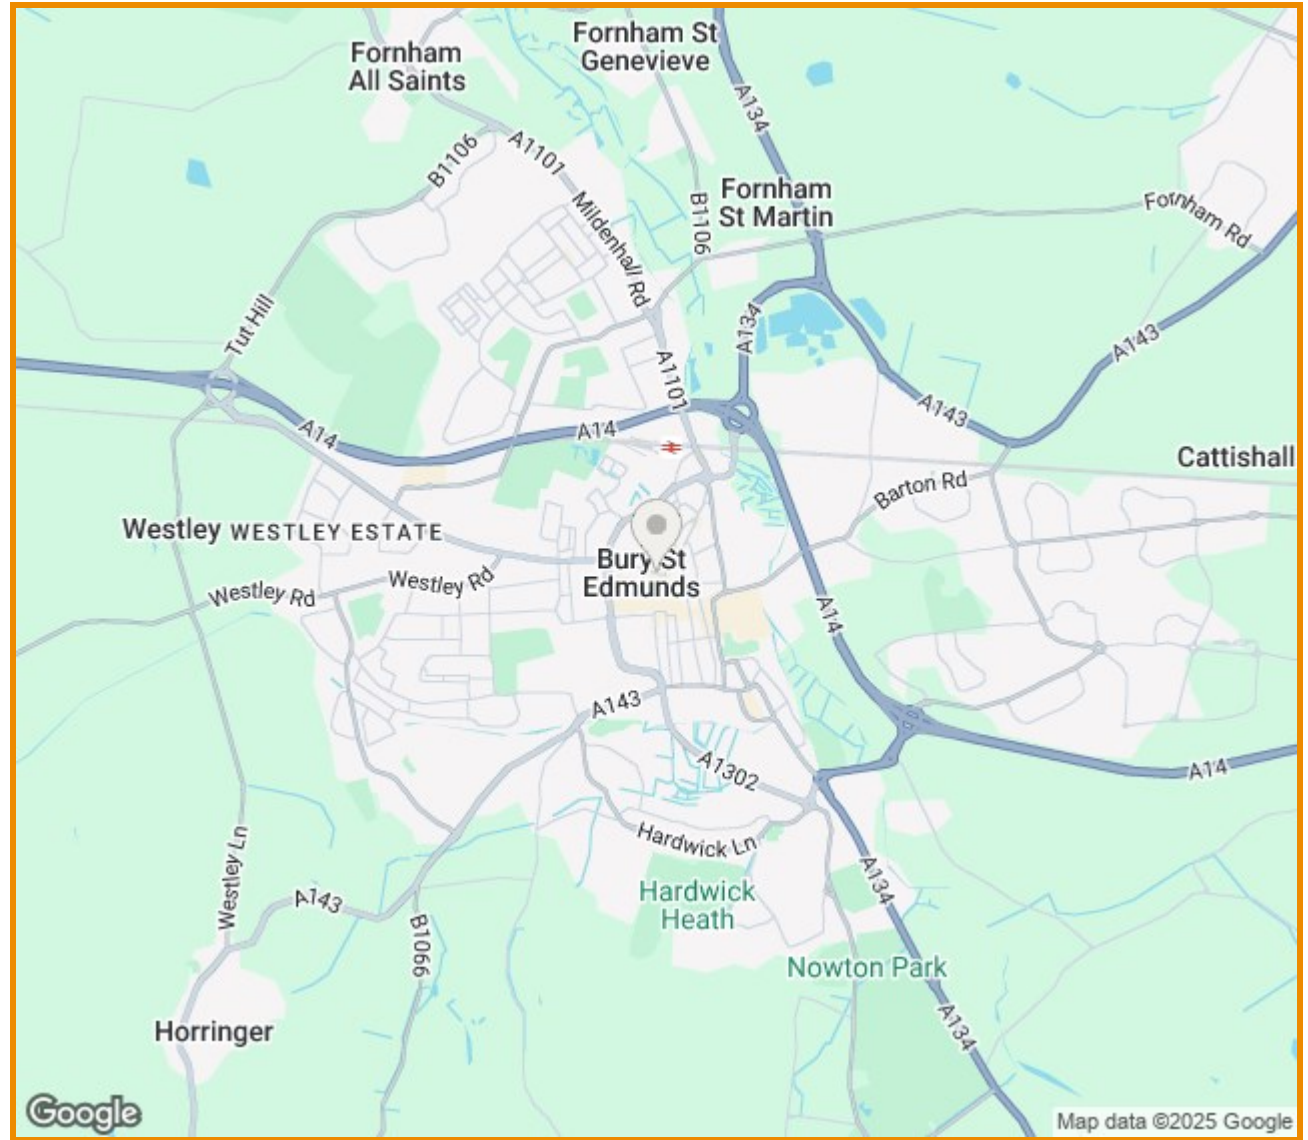 Fornham
All Saints
Fornham St
Genevieve
A134
B1106
A1101
Mildenhall Rd
B1106
Fornham
St Martin
Fornham Rd
Tut Hill
A134
A143
A1101
A143
A14
A14
Cattishall
Barton Rd
Westley
WESTLEY ESTATE
Bury St
Edmunds
Westley Rd
Westley Rd
A14
A143
A1302
A14
Hardwick Ln
Westley Ln
A143
B1066
Hardwick
Heath
A134
Nowton Park
A134
Horringer
Google
Map data ©2025 Google